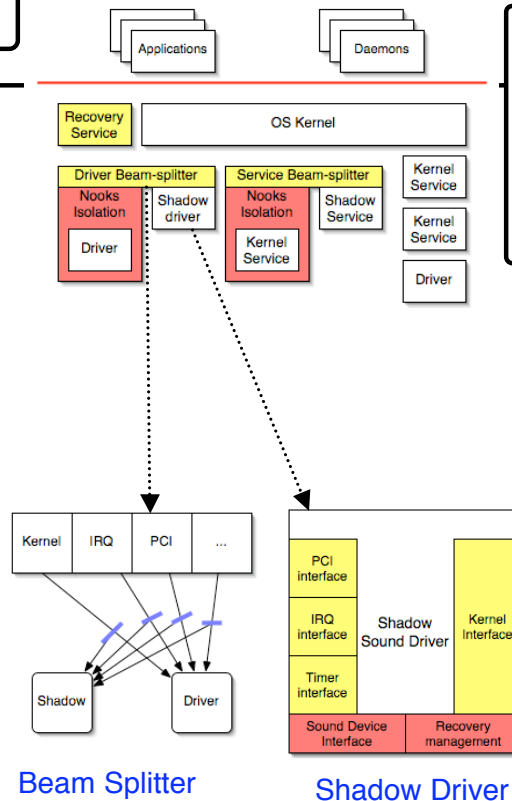 Applications
Daemons
Recovery
Service
OS Kernel
Driver Beam-splitter
Service Beam-splitter
Nooks
Isolation
Shadow
driver
Driver
Nooks
Isolation
Shadow
Service
Kernel
Service
Kernel
Service
Kernel
Service
Driver
Kernel
IRQ
PCI
...
Shadow
Driver
Beam Splitter
PCI
interface
IRQ
interface
Timer
interface
Shadow
Sound Driver
Kernel
Interface
Sound Device
Interface
Recovery
management
Shadow Driver